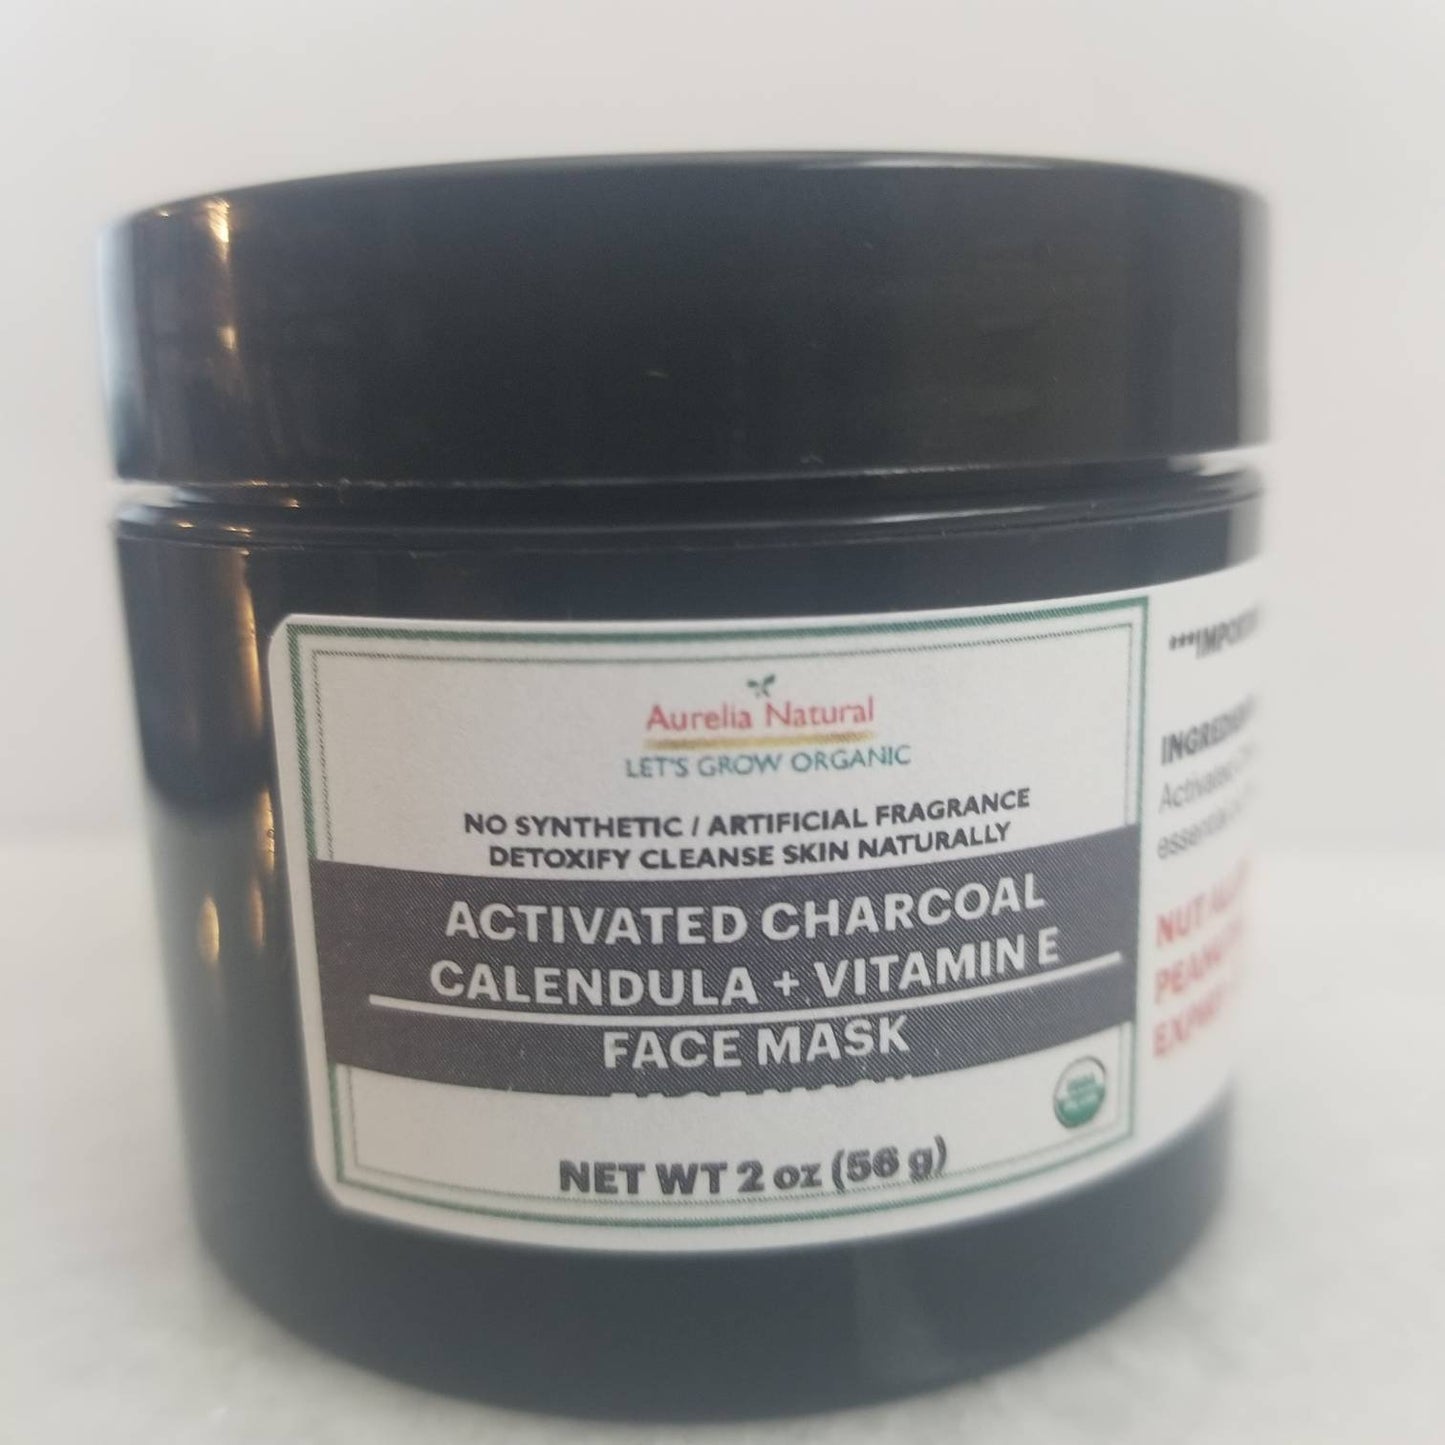 Aurelia Natural
LET'S GROW ORGANIC
NO SYNTHETIC / ARTIFICIAL FRAGRANCE
DETOXIFY CLEANSE SKIN NATURALLY
ACTIVATED CHARCOAL
CALENDULA + VITAMIN E
FACE MASK
NET WT 2 oz (56 g)
NUT